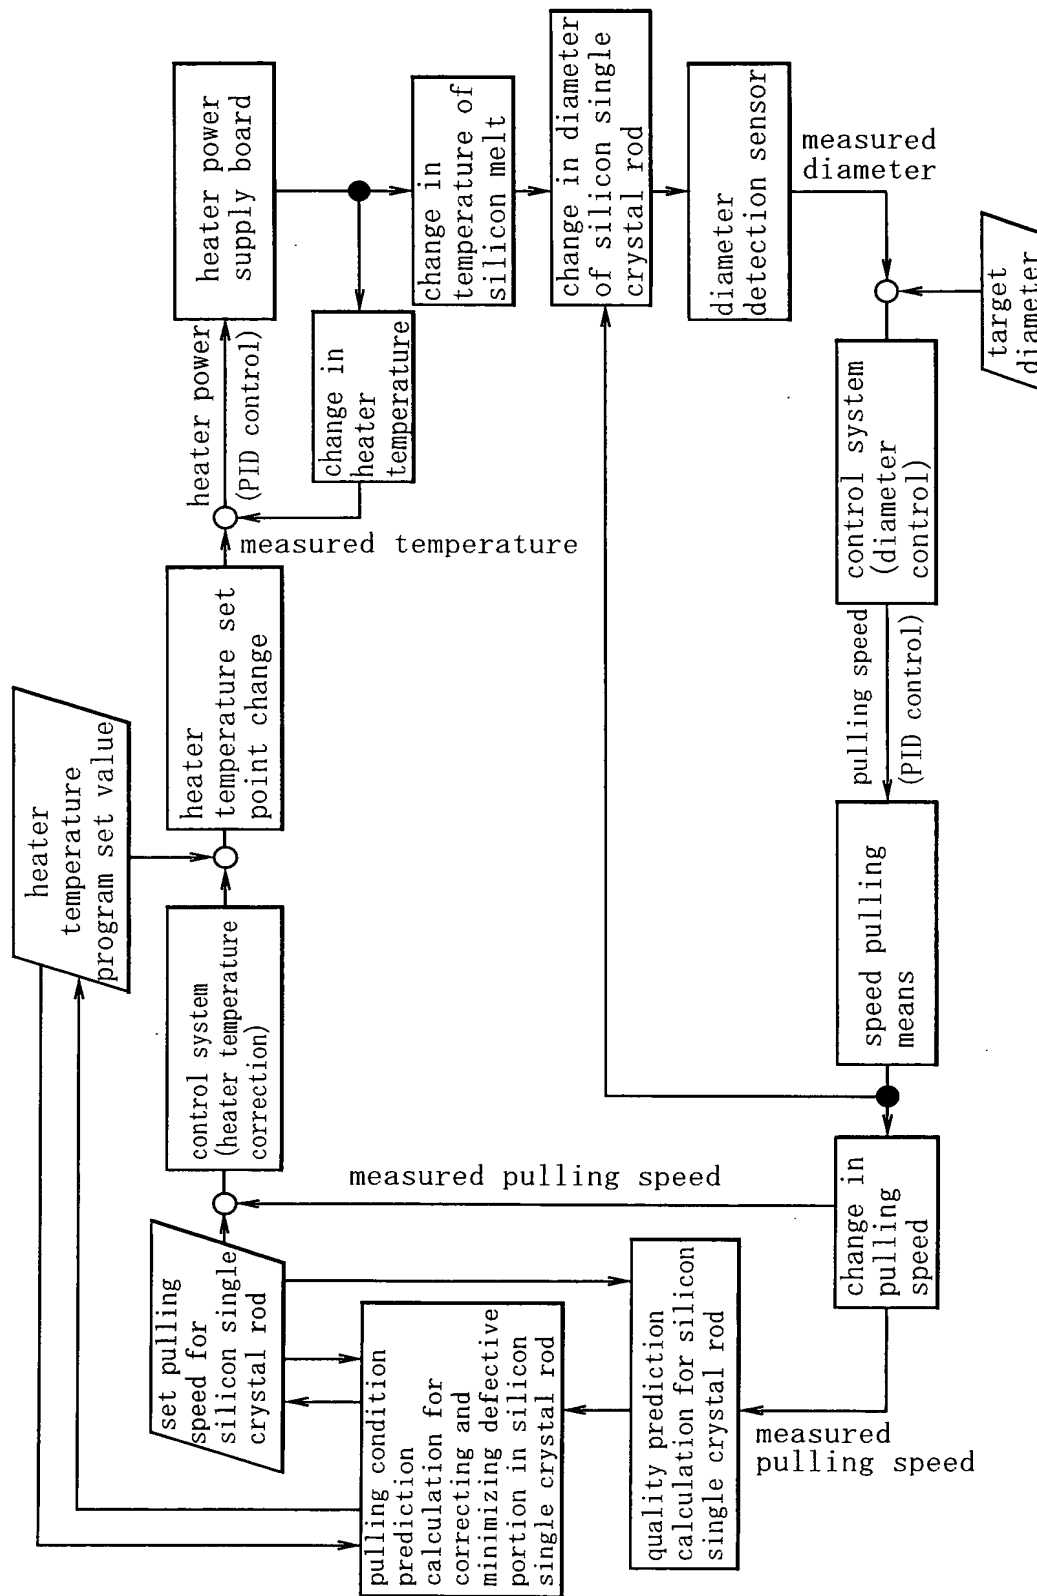 heater
temperature
program set value
set pulling
speed for
silicon single
crystal rod
control system
(heater temperature
correction)
heater
temperature set
point change
heater power
(PID control)
heater power
supply board
measured temperature
change in
heater
temperature
change in
temperature of
silicon melt
change in diameter
of silicon single
crystal rod
diameter
detection sensor
measured
diameter
target
diameter
control system
(diameter
control)
pulling speed
(PID control)
speed pulling
means
change in
pulling
speed
measured pulling speed
measured
pulling speed
quality prediction
calculation for silicon
single crystal rod
pulling condition
prediction
calculation for
correcting and
minimizing defective
portion in silicon
single crystal rod